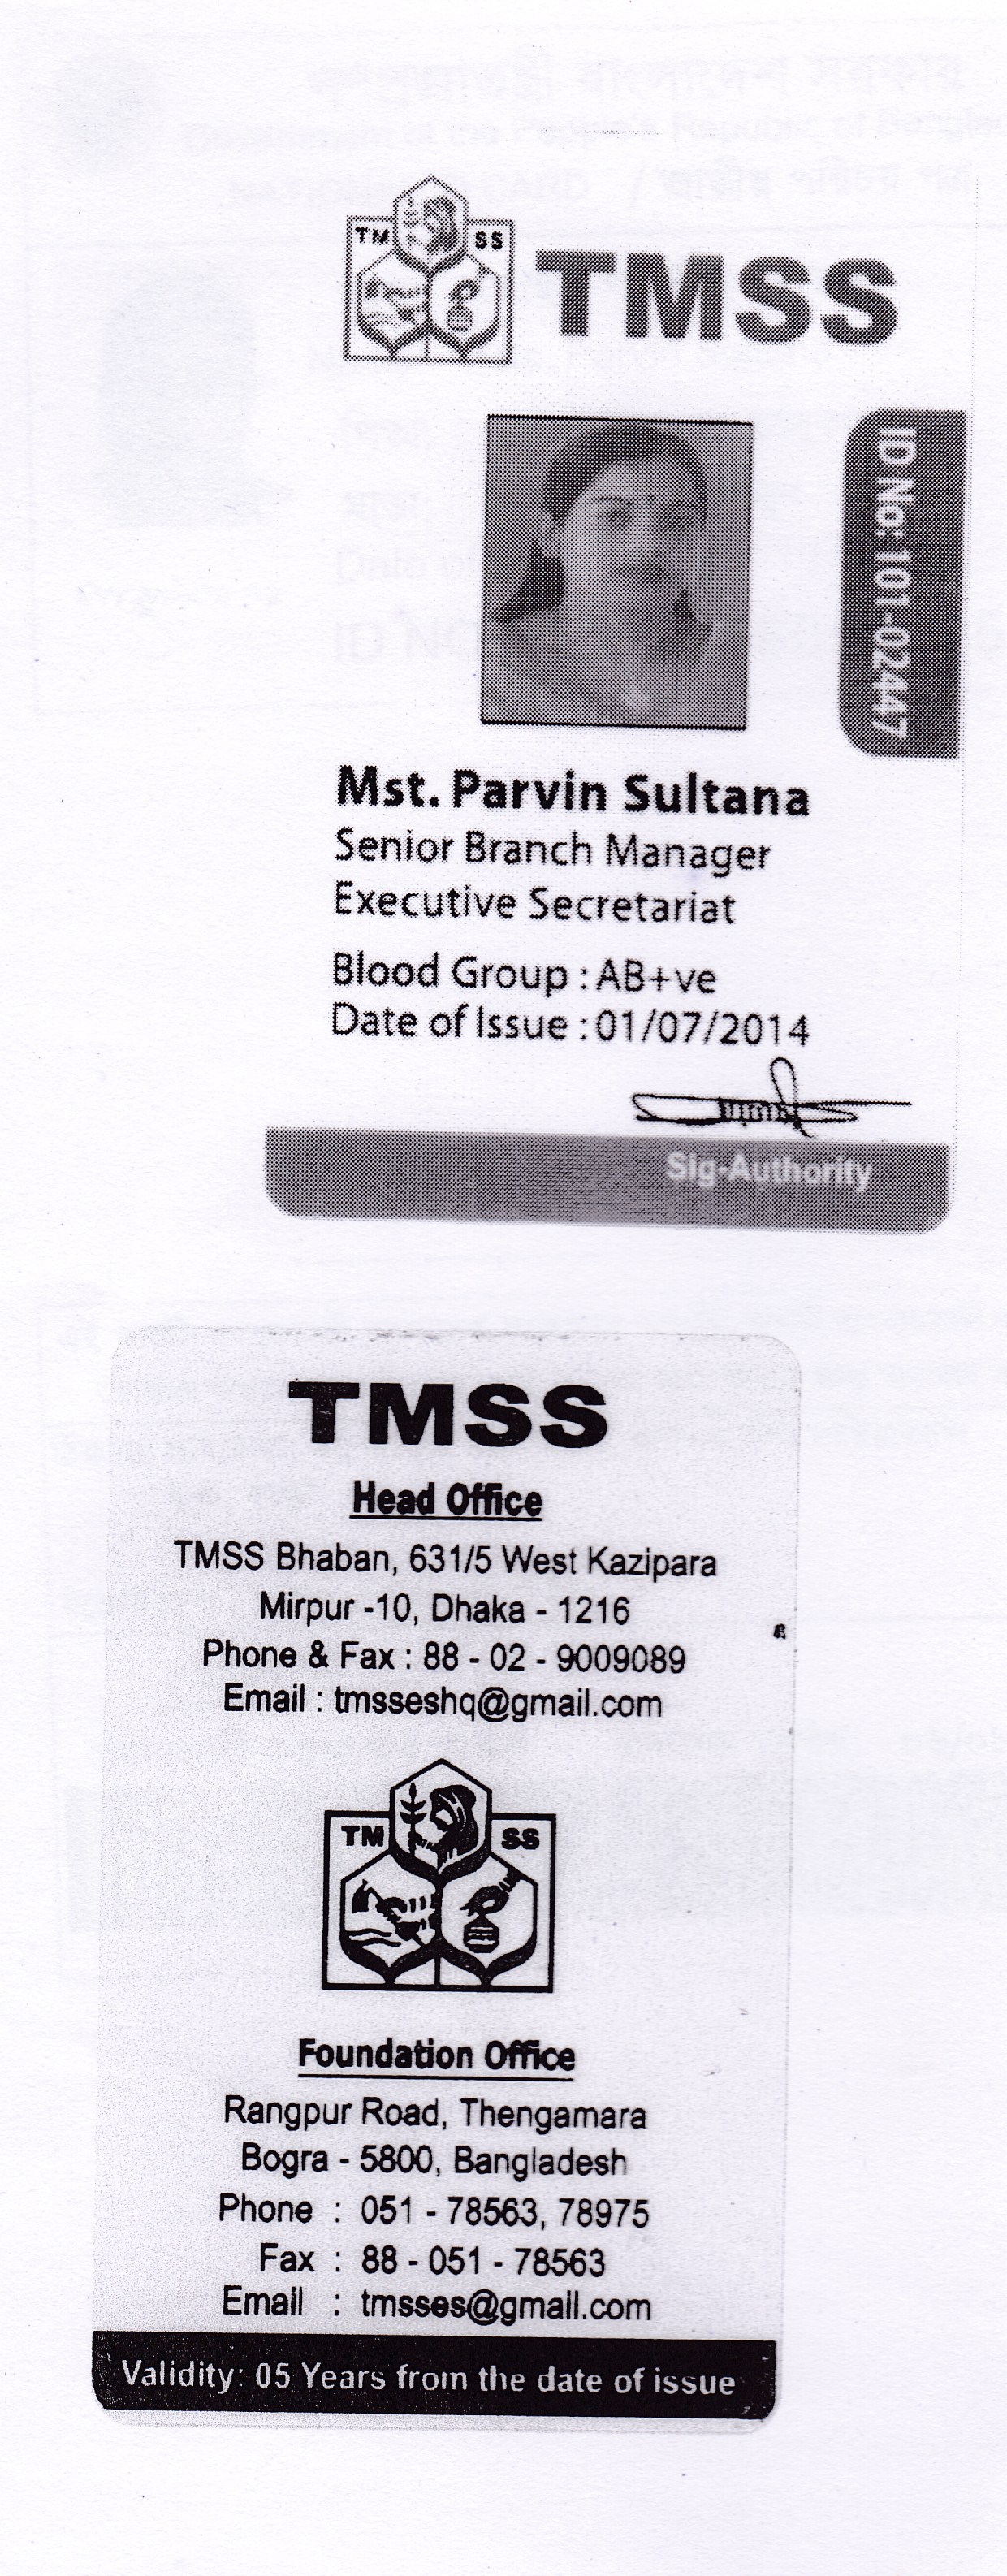 TM SS
TMSS
ID No: 101-02447
Mst. Parvin Sultana
Senior Branch Manager
Executive Secretariat
Blood Group : AB+ve
Date of Issue : 01/07/2014
Sig-Authority
TMSS
Head Office
TMSS Bhaban, 631/5 West Kazipara
Mirpur -10, Dhaka - 1216
Phone & Fax : 88 - 02 - 9009089
Email : tmsseshq@gmail.com
TM SS
Foundation Office
Rangpur Road, Thengamara
Bogra - 5800, Bangladesh
Phone : 051 - 78563, 78975
Fax : 88 - 051 - 78563
Email : tmsses@gmail.com
Validity: 05 Years from the date of issue